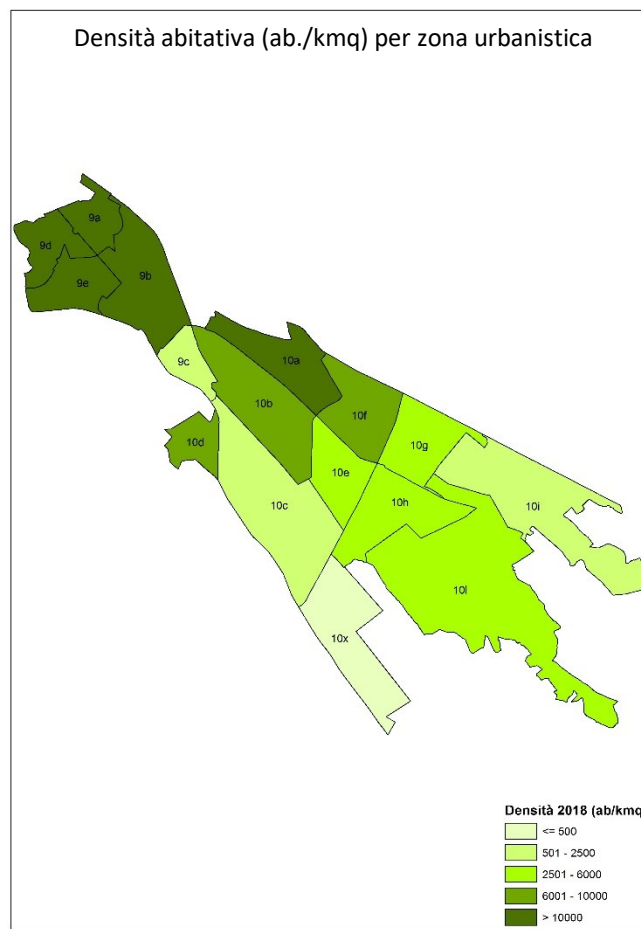 Densità abitativa (ab./kmq) per zona urbanistica
9a
9d
9b
9e
9c
10a
10b
10f
10d
10g
10e
10c
10h
10i
10l
10x
Densità 2018 (ab/kmq
<= 500
501 - 2500
2501 - 6000
6001 - 10000
> 10000